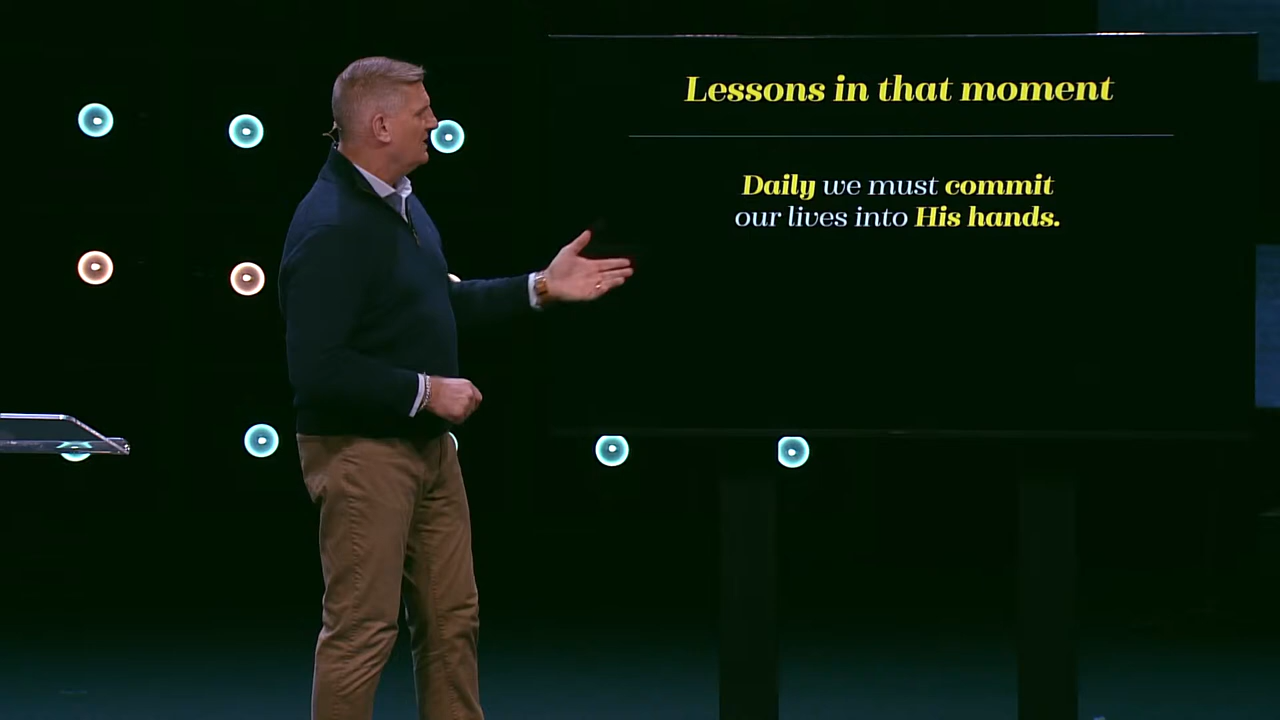 Lessons in that moment
Daily we must commit
our lives into His hands.